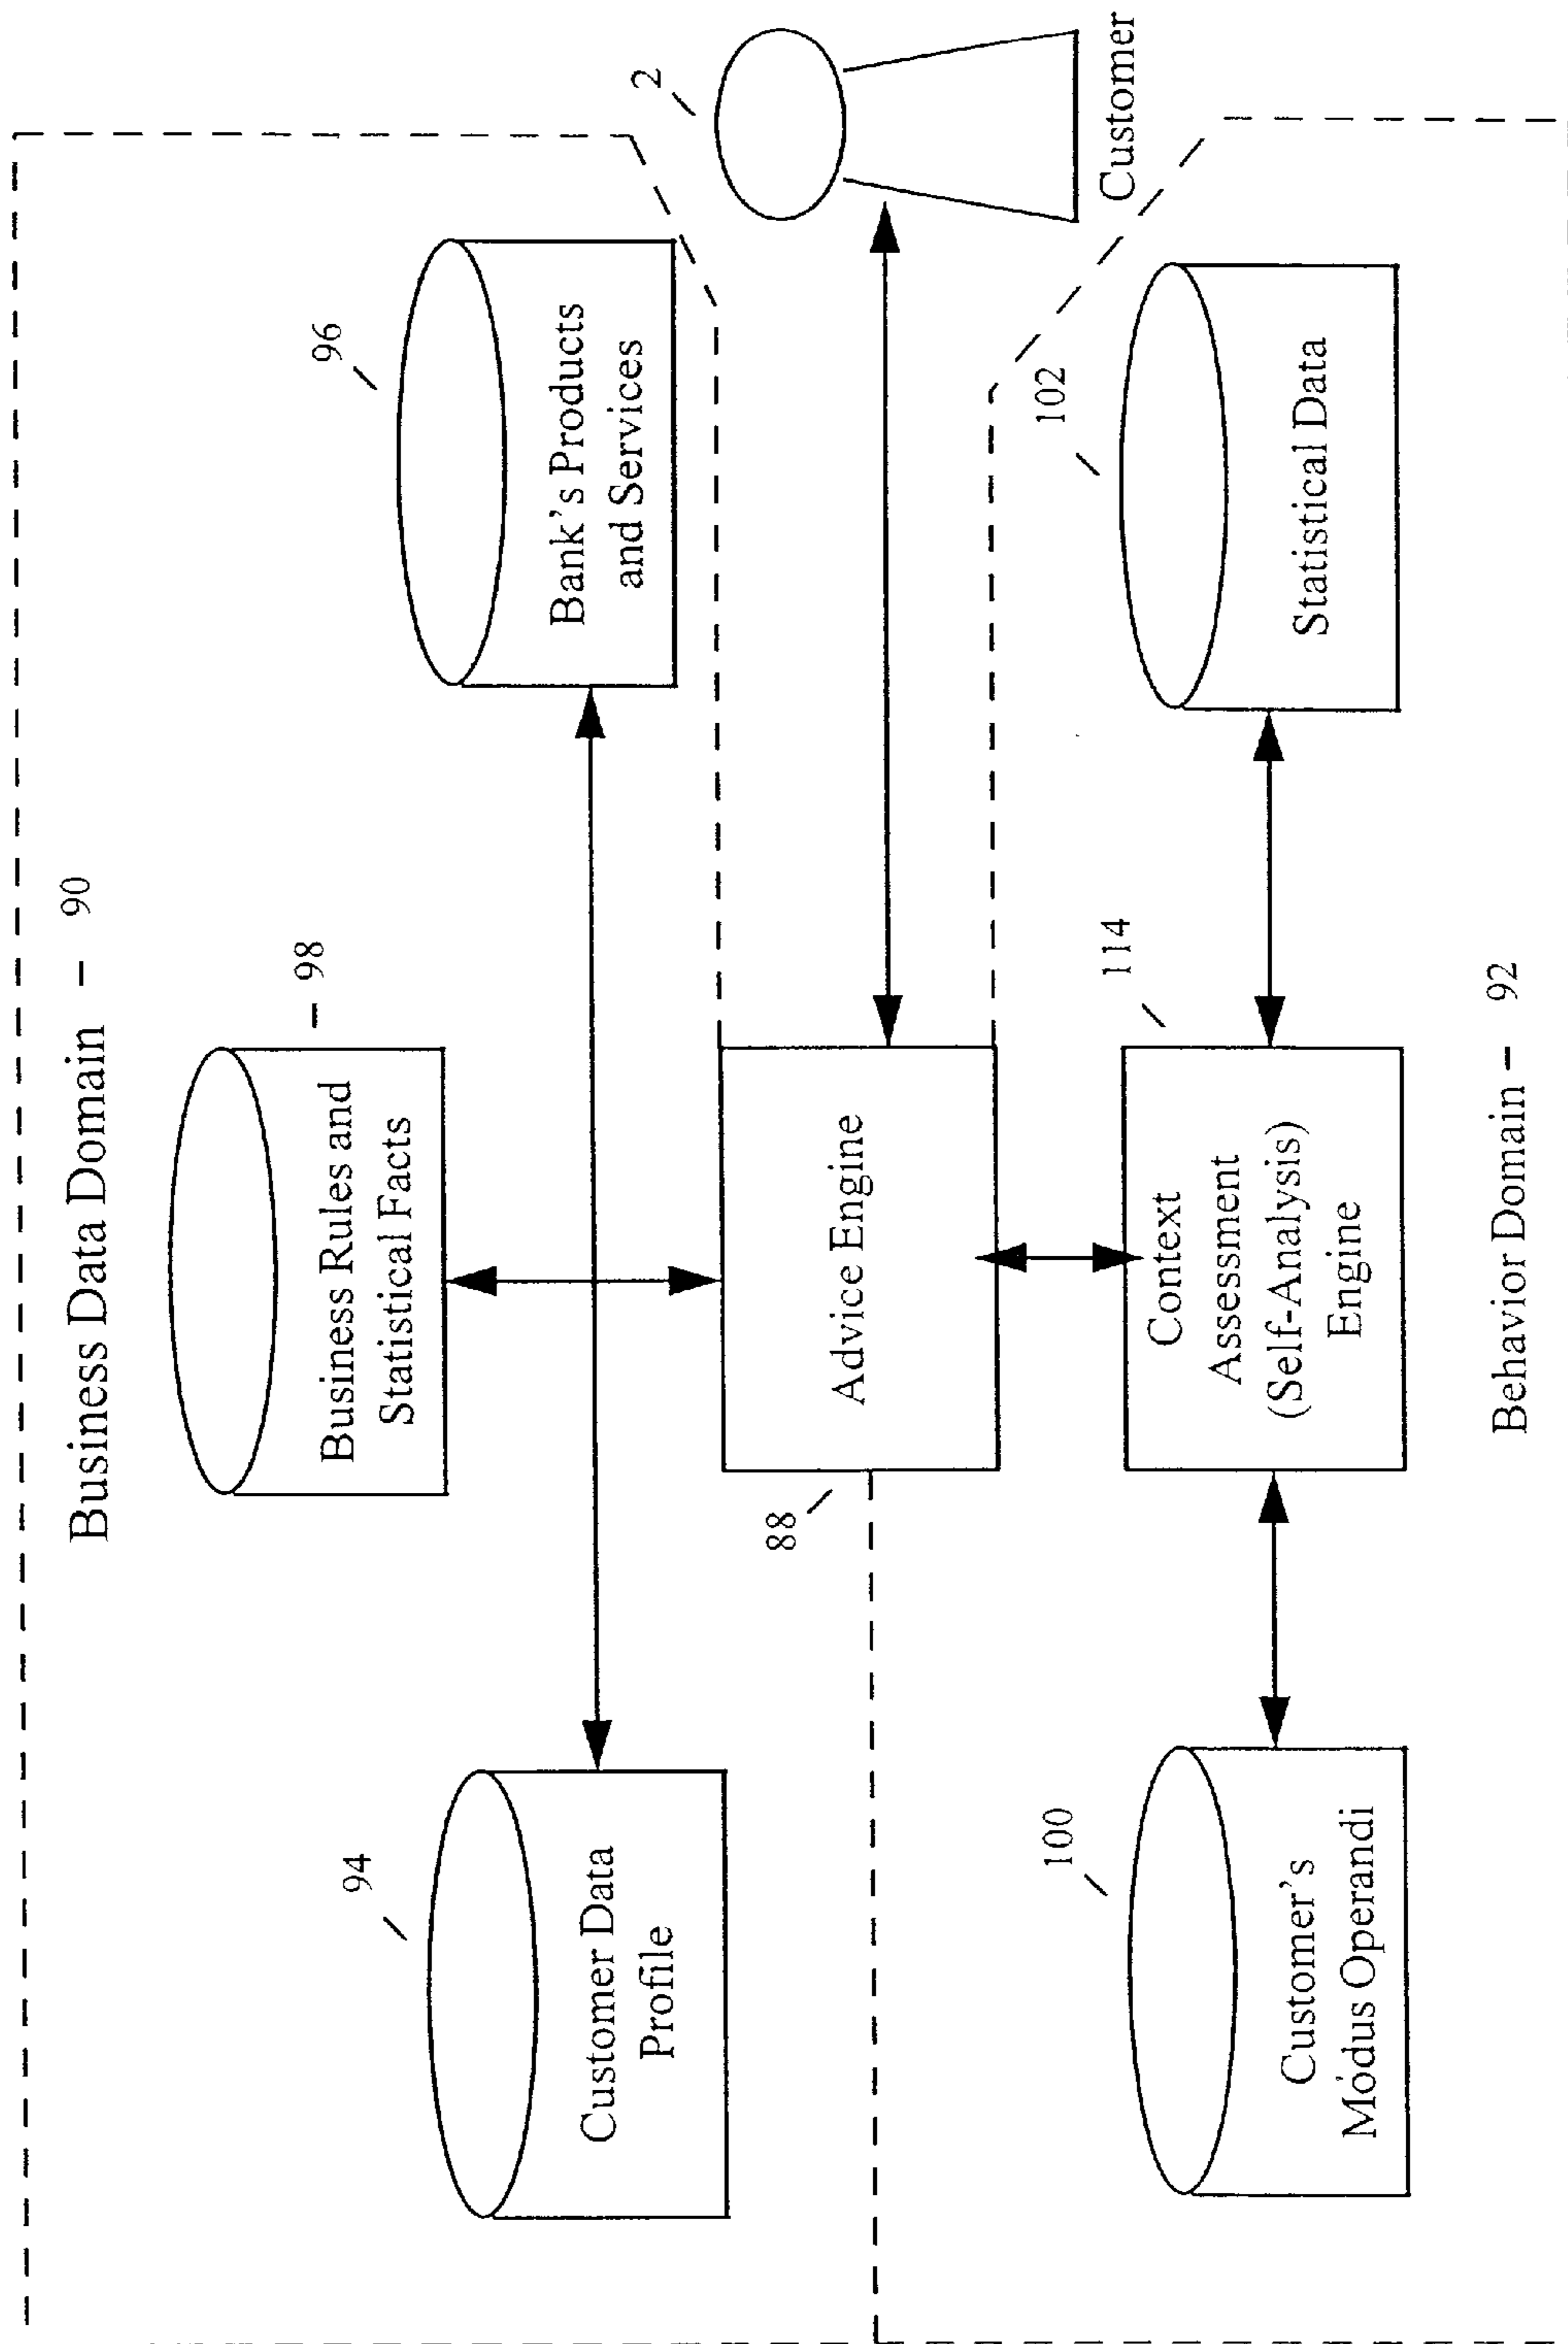 Business Data Domain – 90
– 98
Business Rules and
Statistical Facts
94
Customer Data
Profile
96
Bank's Products
and Services
2
Customer
88
Advice Engine
100
Customer's
Modus Operandi
114
Context
Assessment
(Self-Analysis)
Engine
102
Statistical Data
Behavior Domain – 92